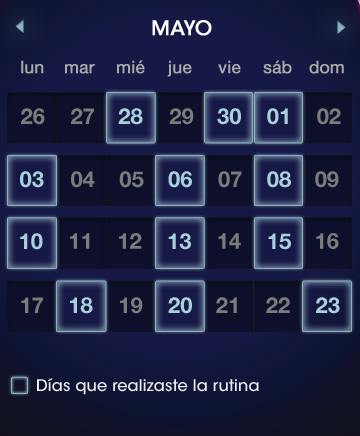 MAYO
lun mar mié jue vie sáb dom
26 27 28 29 30 01 02
03 04 05 06 07 08 09
10 11 12 13 14 15 16
17 18 19 20 21 22 23
Días que realizaste la rutina